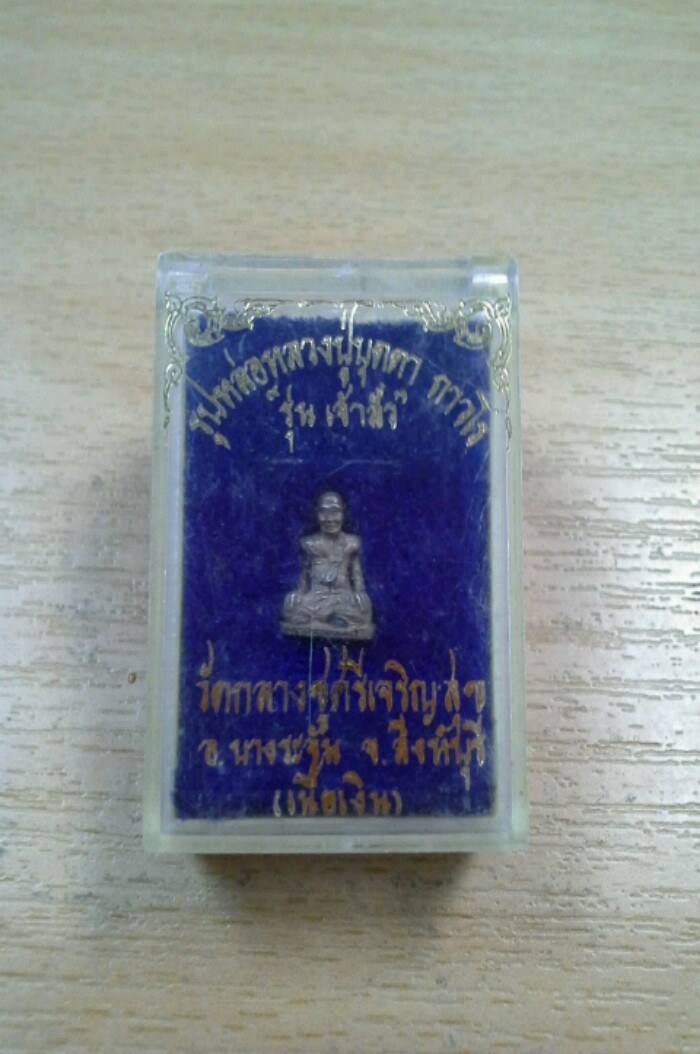 รูปหล่อหลวงปู่บุดดา ถาวโร
"รุ่น เจ้าสัว"
วัดกลางชูศรีเจริญสุข
อ.บางระจัน จ.สิงห์บุรี
(เนื้อเงิน)